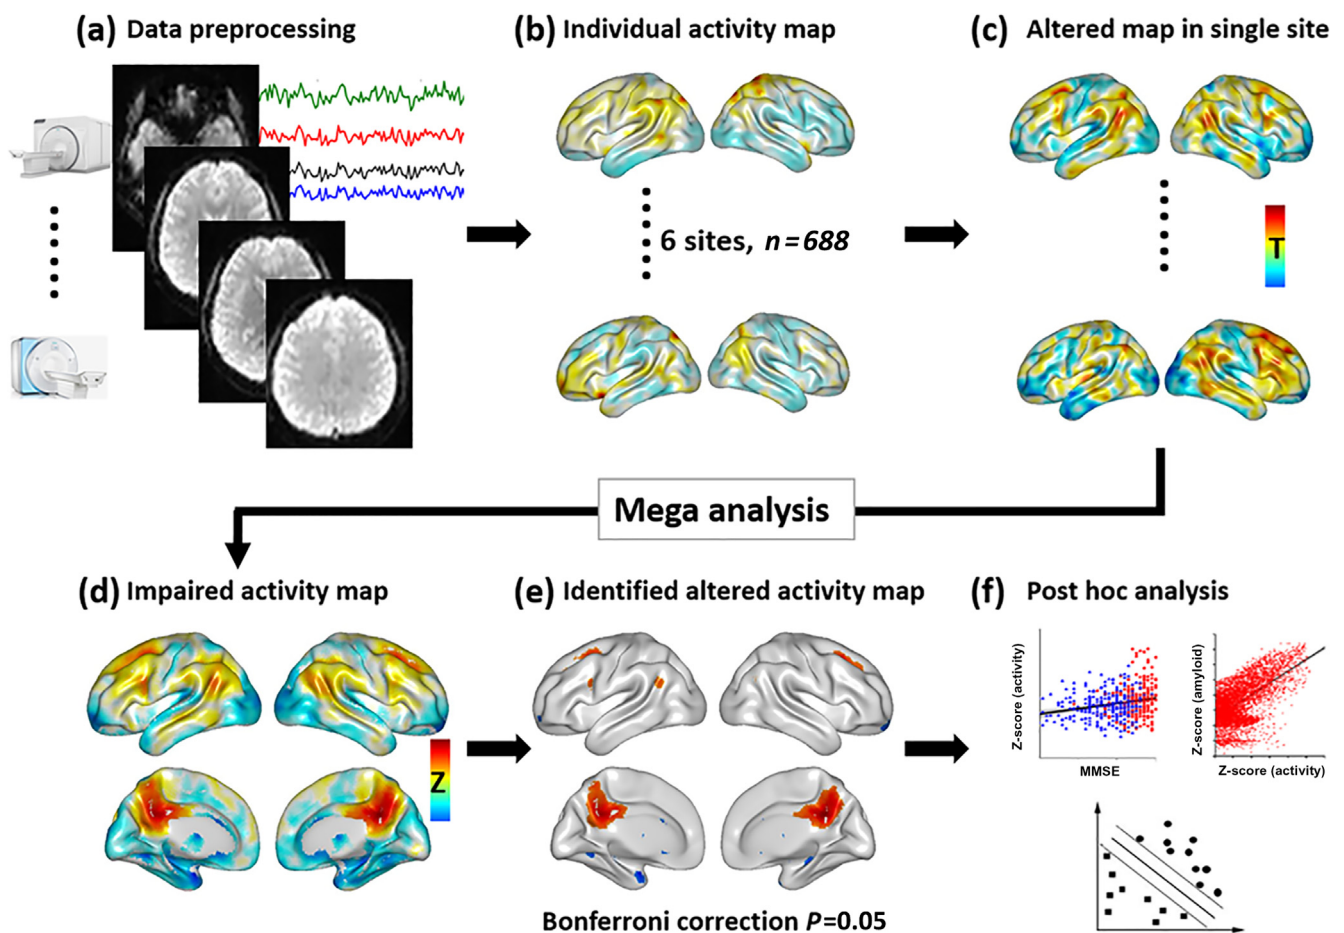 (a) Data preprocessing
(b) Individual activity map
(c) Altered map in single site
6 sites, n=688
T
Mega analysis
(d) Impaired activity map
(e) Identified altered activity map
(f) Post hoc analysis
Z
Z-score (activity)
MMSE
Z-score (amyloid)
Z-score (activity)
Bonferroni correction P=0.05